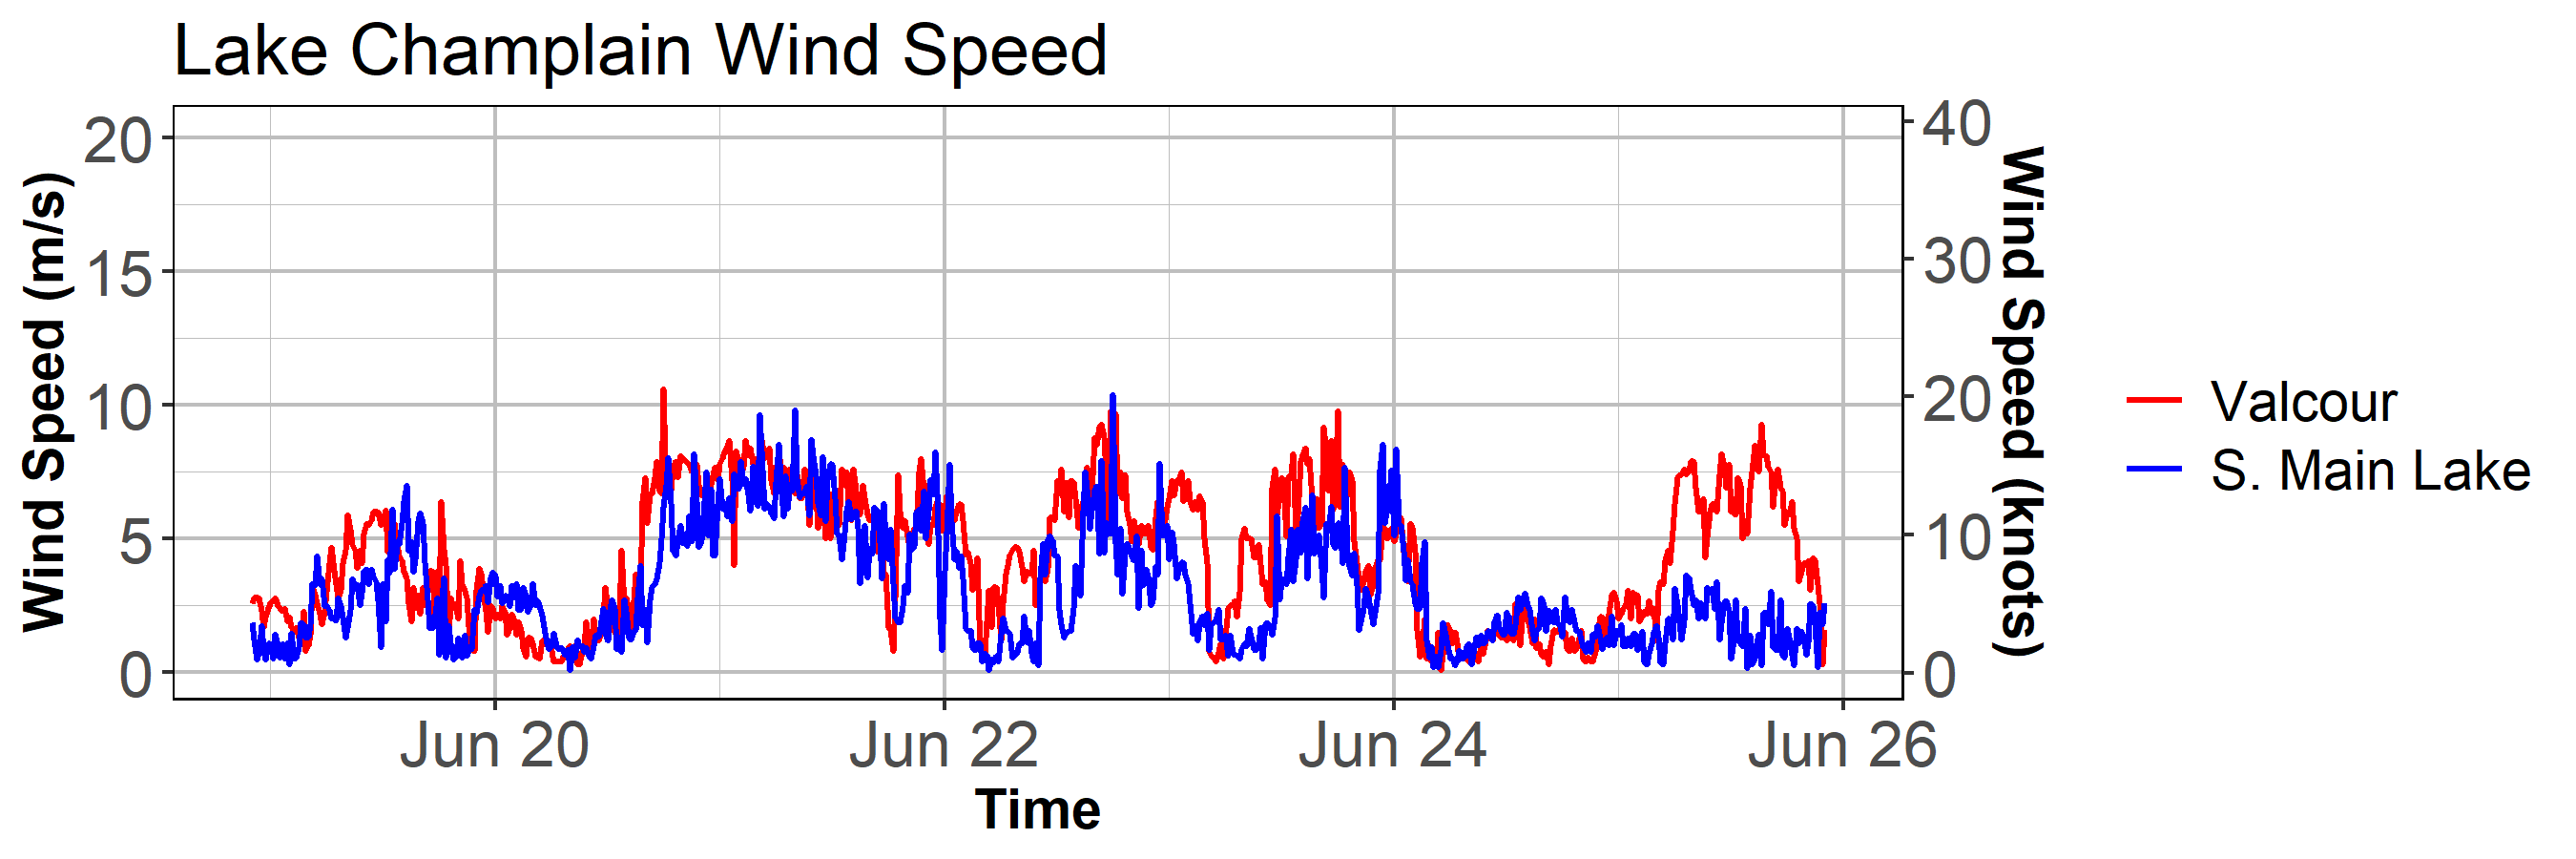 Lake Champlain Wind Speed
Wind Speed (m/s)
20
15
10
5
0
40
30
20
10
0
Wind Speed (knots)
Jun 20
Jun 22
Jun 24
Jun 26
Time
Valcour
S. Main Lake